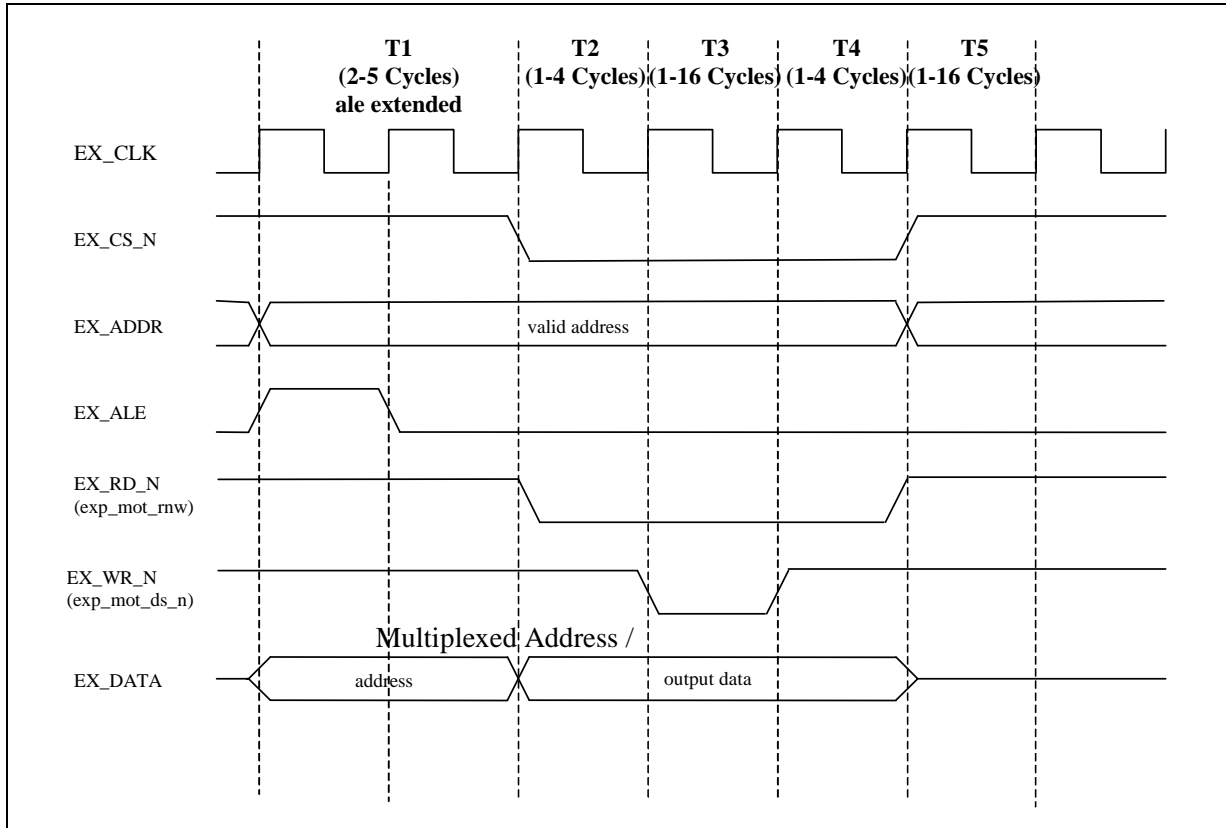 T1 T2 T3 T4 T5
(2-5 Cycles) (1-4 Cycles) (1-16 Cycles) (1-4 Cycles) (1-16 Cycles)
ale extended
EX_CLK
EX_CS_N
EX_ADDR valid address
EX_ALE
EX_RD_N
(exp_mot_rnw)
EX_WR_N
(exp_mot_ds_n)
Multiplexed Address /
EX_DATA address output data